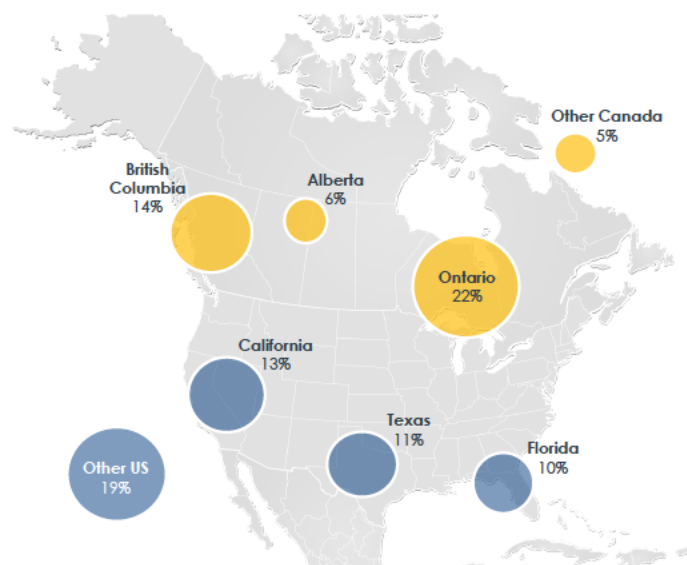 Other Canada
5%
British
Columbia
14%
Alberta
6%
Ontario
22%
California
13%
Texas
11%
Florida
10%
Other US
19%